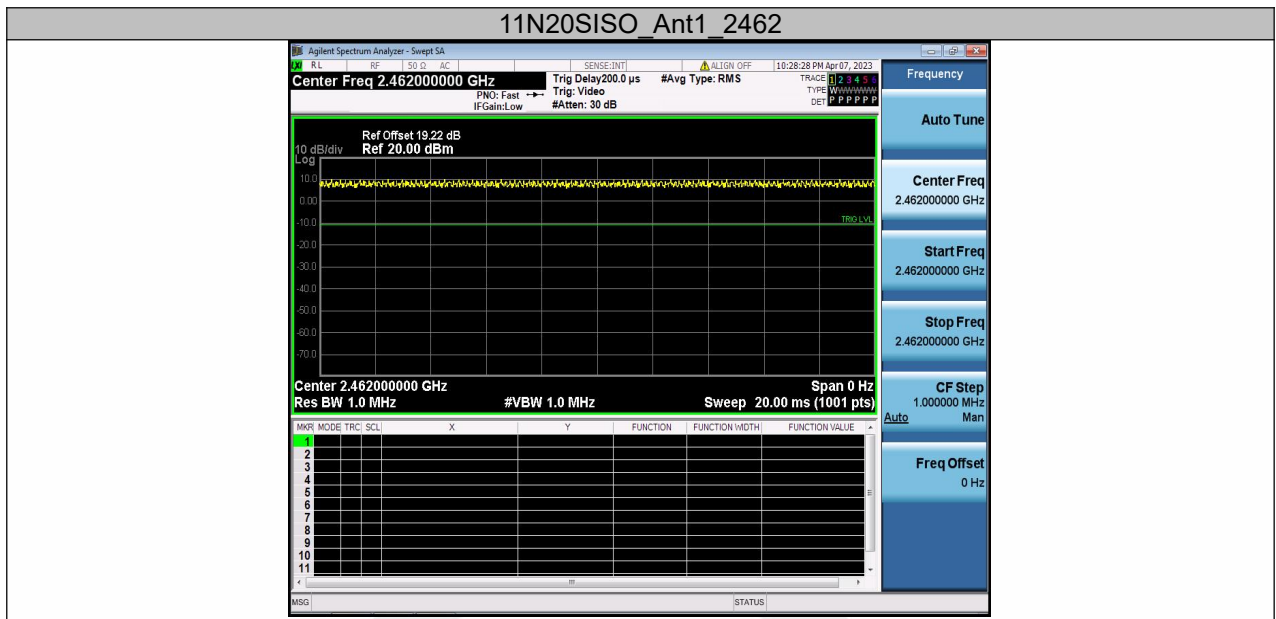 11N20SISO_Ant1_2462
Agilent Spectrum Analyzer - Swept SA
RL RF 50 Ω AC SENSE:INT ALIGN OFF 10:28:28 PM Apr 07, 2023
Center Freq 2.462000000 GHz
PNO: Fast
IFGain:Low
Trig Delay200.0 µs
Trig: Video
#Atten: 30 dB
#Avg Type: RMS
TRACE 1 2 3 4 5 6
TYPE WWWWWW
DET P P P P P P
Ref Offset 19.22 dB
10 dB/div Ref 20.00 dBm
Log
10.0
0.00
-10.0
TRIG LVL
-20.0
-30.0
-40.0
-50.0
-60.0
-70.0
Center 2.462000000 GHz Span 0 Hz
Res BW 1.0 MHz #VBW 1.0 MHz Sweep 20.00 ms (1001 pts)
MKR MODE TRC SCL X Y FUNCTION FUNCTION WIDTH FUNCTION VALUE
1
2
3
4
5
6
7
8
9
10
11
MSG STATUS
Frequency
Auto Tune
Center Freq
2.462000000 GHz
Start Freq
2.462000000 GHz
Stop Freq
2.462000000 GHz
CF Step
1.000000 MHz
Auto Man
Freq Offset
0 Hz